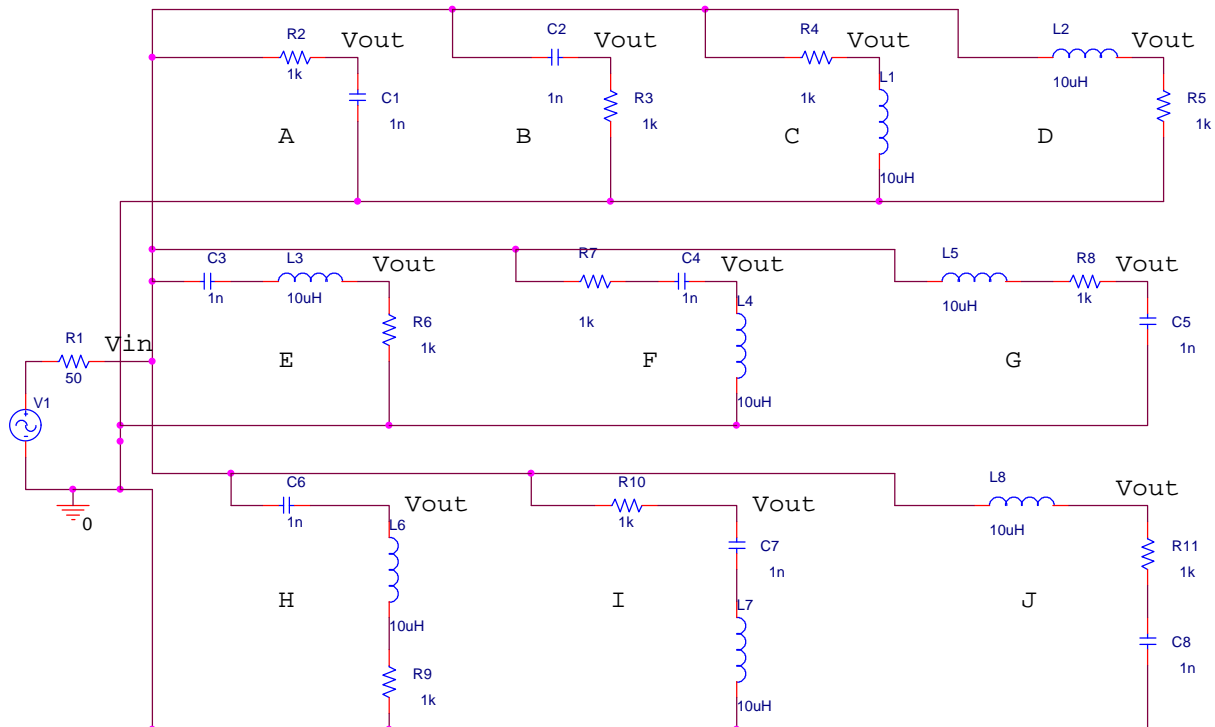 R2
1k
Vout
C1
1n
A
C2
1n
Vout
R3
1k
B
R4
1k
Vout
L1
10uH
C
L2
10uH
Vout
R5
1k
D
C3
1n
L3
10uH
Vout
R6
1k
E
R7
1k
C4
1n
Vout
L4
10uH
F
L5
10uH
R8
1k
Vout
C5
1n
G
R1
50
Vin
V1
+
-
0
C6
1n
Vout
L6
10uH
R9
1k
H
R10
1k
Vout
C7
1n
L7
10uH
I
L8
10uH
Vout
R11
1k
C8
1n
J